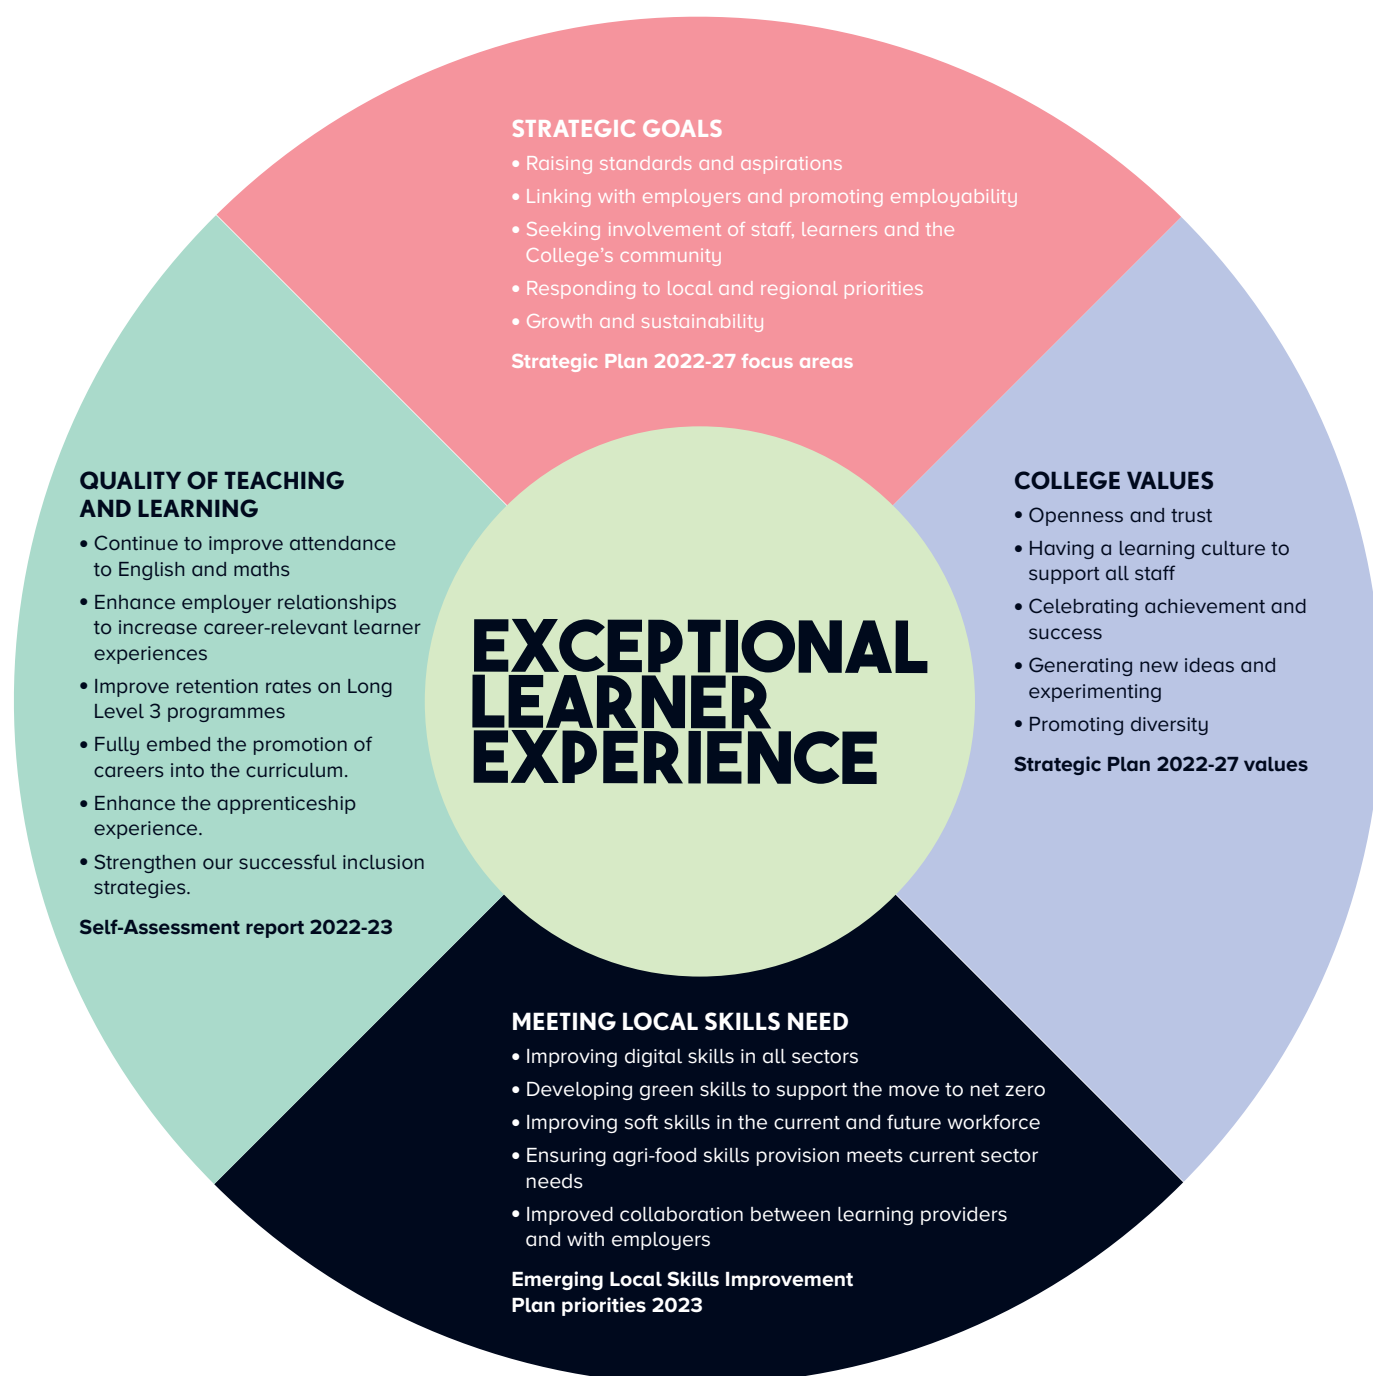 STRATEGIC GOALS
• Raising standards and aspirations
• Linking with employers and promoting employability
• Seeking involvement of staff, learners and the
College’s community
• Responding to local and regional priorities
• Growth and sustainability
Strategic Plan 2022-27 focus areas
QUALITY OF TEACHING
AND LEARNING
• Continue to improve attendance
to English and maths
• Enhance employer relationships
to increase career-relevant learner
experiences
• Improve retention rates on Long
Level 3 programmes
• Fully embed the promotion of
careers into the curriculum.
• Enhance the apprenticeship
experience.
• Strengthen our successful inclusion
strategies.
Self-Assessment report 2022-23
EXCEPTIONAL
LEARNER
EXPERIENCE
COLLEGE VALUES
• Openness and trust
• Having a learning culture to
support all staff
• Celebrating achievement and
success
• Generating new ideas and
experimenting
• Promoting diversity
Strategic Plan 2022-27 values
MEETING LOCAL SKILLS NEED
• Improving digital skills in all sectors
• Developing green skills to support the move to net zero
• Improving soft skills in the current and future workforce
• Ensuring agri-food skills provision meets current sector
needs
• Improved collaboration between learning providers
and with employers
Emerging Local Skills Improvement
Plan priorities 2023